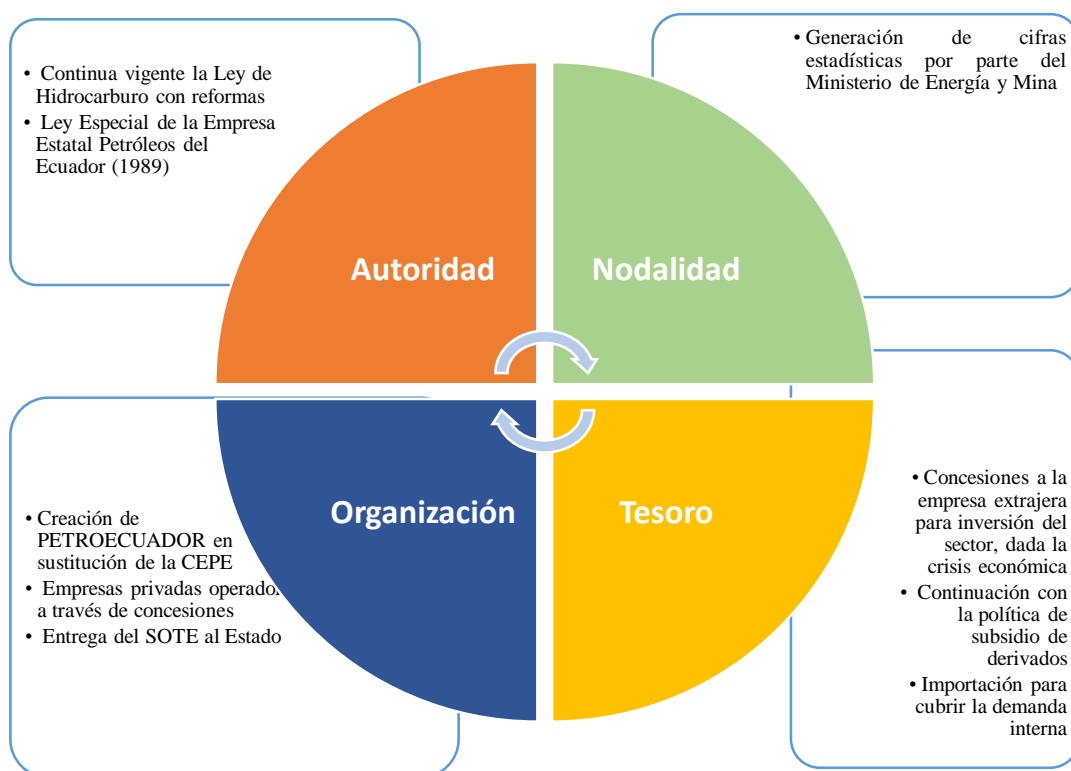 • Continua vigente la Ley de
Hidrocarburo con reformas
• Ley Especial de la Empresa
Estatal Petróleos del
Ecuador (1989)
• Generación de cifras
estadísticas por parte del
Ministerio de Energía y Mina
Autoridad
Nodalidad
Organización
Tesoro
• Creación de
PETROECUADOR en
sustitución de la CEPE
• Empresas privadas
a través de concesiones
• Entrega del SOTE al Estado
• Concesiones a la
empresa extrajera
para inversión del
sector, dada la
crisis económica
• Continuación con
la política de
subsidio de
derivados
• Importación para
cubrir la demanda
interna